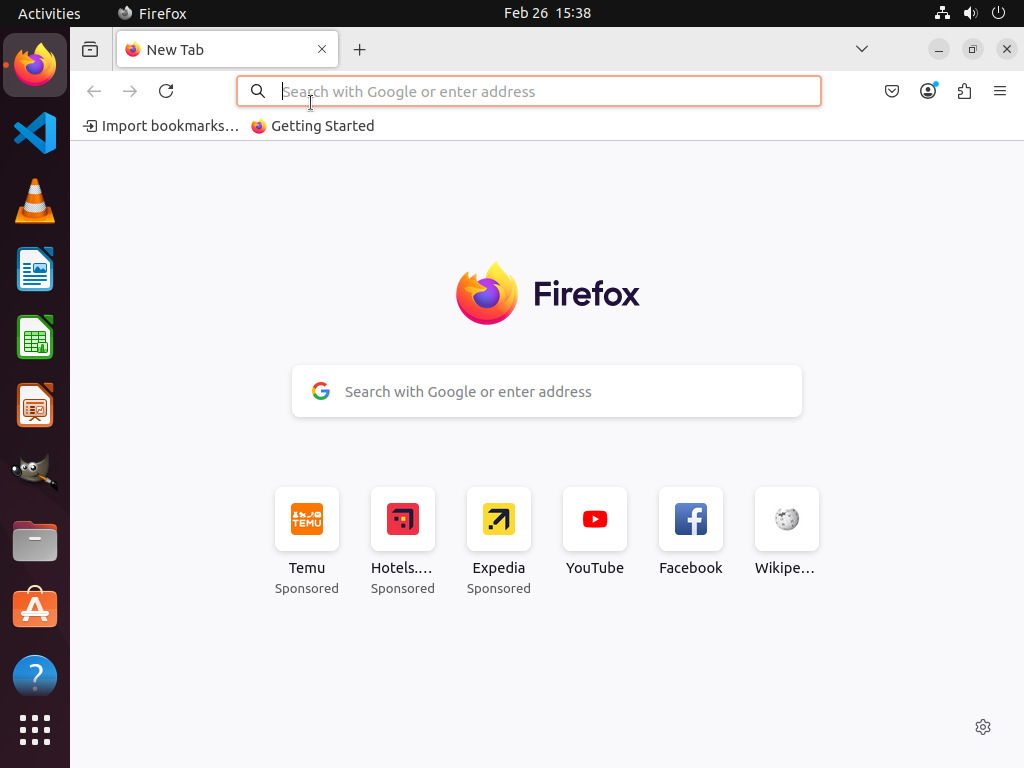 Activities
Firefox
Feb 26 15:38
New Tab
Search with Google or enter address
Import bookmarks...
Getting Started
Firefox
Search with Google or enter address
TEMU
Temu
Sponsored
Hotels....
Sponsored
Expedia
Sponsored
YouTube
Facebook
Wikipe...